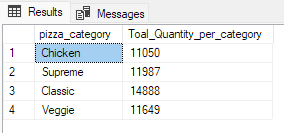 Results Messages
pizza_category Toal_Quantity_per_category
1 Chicken 11050
2 Supreme 11987
3 Classic 14888
4 Veggie 11649